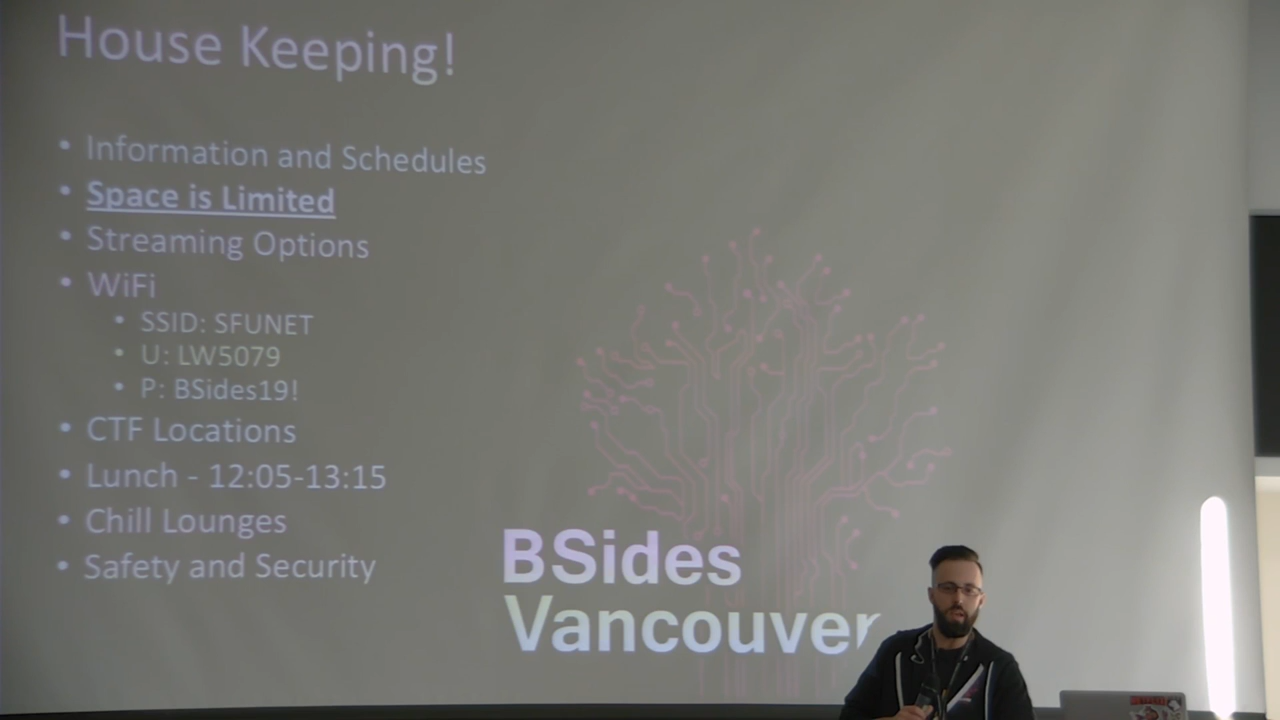 House Keeping!
• Information and Schedules
• Space is Limited
• Streaming Options
• WiFi
• SSID: SFUNET
• U: LW5079
• P: BSides19!
• CTF Locations
• Lunch - 12:05-13:15
• Chill Lounges
• Safety and Security
BSides
Vancouver